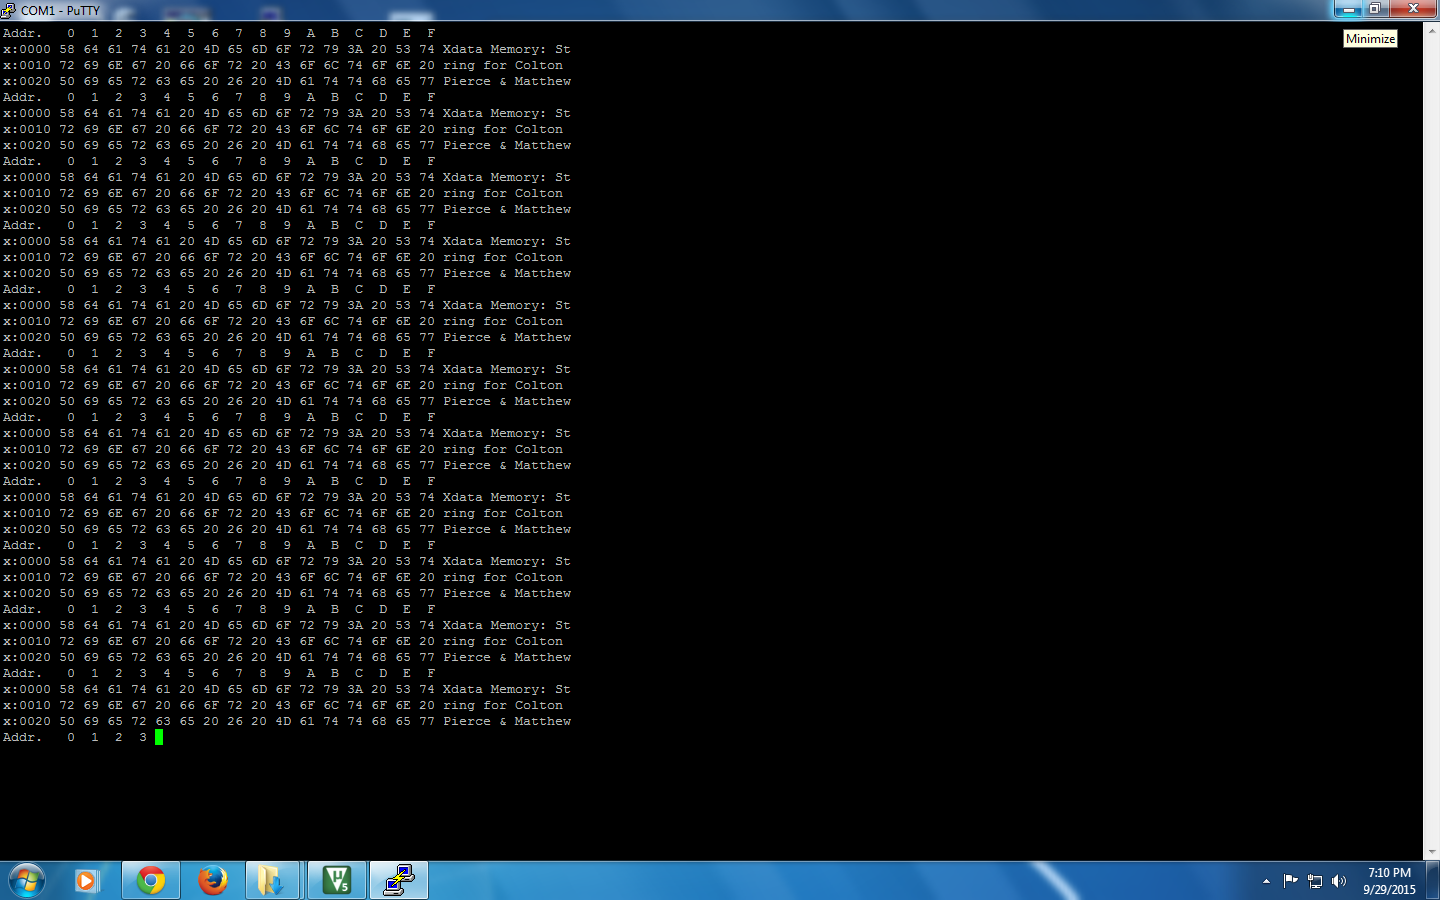 COM1 - PuTTY
Minimize
Addr.   0  1  2  3  4  5  6  7  8  9  A  B  C  D  E  F
x:0000 58 64 61 74 61 20 4D 65 6D 6F 72 79 3A 20 53 74 Xdata Memory: St
x:0010 72 69 6E 67 20 66 6F 72 20 43 6F 6C 74 6F 6E 20 ring for Colton
x:0020 50 69 65 72 63 65 20 26 20 4D 61 74 74 68 65 77 Pierce & Matthew
Addr.   0  1  2  3  4  5  6  7  8  9  A  B  C  D  E  F
x:0000 58 64 61 74 61 20 4D 65 6D 6F 72 79 3A 20 53 74 Xdata Memory: St
x:0010 72 69 6E 67 20 66 6F 72 20 43 6F 6C 74 6F 6E 20 ring for Colton
x:0020 50 69 65 72 63 65 20 26 20 4D 61 74 74 68 65 77 Pierce & Matthew
Addr.   0  1  2  3  4  5  6  7  8  9  A  B  C  D  E  F
x:0000 58 64 61 74 61 20 4D 65 6D 6F 72 79 3A 20 53 74 Xdata Memory: St
x:0010 72 69 6E 67 20 66 6F 72 20 43 6F 6C 74 6F 6E 20 ring for Colton
x:0020 50 69 65 72 63 65 20 26 20 4D 61 74 74 68 65 77 Pierce & Matthew
Addr.   0  1  2  3  4  5  6  7  8  9  A  B  C  D  E  F
x:0000 58 64 61 74 61 20 4D 65 6D 6F 72 79 3A 20 53 74 Xdata Memory: St
x:0010 72 69 6E 67 20 66 6F 72 20 43 6F 6C 74 6F 6E 20 ring for Colton
x:0020 50 69 65 72 63 65 20 26 20 4D 61 74 74 68 65 77 Pierce & Matthew
Addr.   0  1  2  3  4  5  6  7  8  9  A  B  C  D  E  F
x:0000 58 64 61 74 61 20 4D 65 6D 6F 72 79 3A 20 53 74 Xdata Memory: St
x:0010 72 69 6E 67 20 66 6F 72 20 43 6F 6C 74 6F 6E 20 ring for Colton
x:0020 50 69 65 72 63 65 20 26 20 4D 61 74 74 68 65 77 Pierce & Matthew
Addr.   0  1  2  3  4  5  6  7  8  9  A  B  C  D  E  F
x:0000 58 64 61 74 61 20 4D 65 6D 6F 72 79 3A 20 53 74 Xdata Memory: St
x:0010 72 69 6E 67 20 66 6F 72 20 43 6F 6C 74 6F 6E 20 ring for Colton
x:0020 50 69 65 72 63 65 20 26 20 4D 61 74 74 68 65 77 Pierce & Matthew
Addr.   0  1  2  3  4  5  6  7  8  9  A  B  C  D  E  F
x:0000 58 64 61 74 61 20 4D 65 6D 6F 72 79 3A 20 53 74 Xdata Memory: St
x:0010 72 69 6E 67 20 66 6F 72 20 43 6F 6C 74 6F 6E 20 ring for Colton
x:0020 50 69 65 72 63 65 20 26 20 4D 61 74 74 68 65 77 Pierce & Matthew
Addr.   0  1  2  3  4  5  6  7  8  9  A  B  C  D  E  F
x:0000 58 64 61 74 61 20 4D 65 6D 6F 72 79 3A 20 53 74 Xdata Memory: St
x:0010 72 69 6E 67 20 66 6F 72 20 43 6F 6C 74 6F 6E 20 ring for Colton
x:0020 50 69 65 72 63 65 20 26 20 4D 61 74 74 68 65 77 Pierce & Matthew
Addr.   0  1  2  3  4  5  6  7  8  9  A  B  C  D  E  F
x:0000 58 64 61 74 61 20 4D 65 6D 6F 72 79 3A 20 53 74 Xdata Memory: St
x:0010 72 69 6E 67 20 66 6F 72 20 43 6F 6C 74 6F 6E 20 ring for Colton
x:0020 50 69 65 72 63 65 20 26 20 4D 61 74 74 68 65 77 Pierce & Matthew
Addr.   0  1  2  3  4  5  6  7  8  9  A  B  C  D  E  F
x:0000 58 64 61 74 61 20 4D 65 6D 6F 72 79 3A 20 53 74 Xdata Memory: St
x:0010 72 69 6E 67 20 66 6F 72 20 43 6F 6C 74 6F 6E 20 ring for Colton
x:0020 50 69 65 72 63 65 20 26 20 4D 61 74 74 68 65 77 Pierce & Matthew
Addr.   0  1  2  3  4  5  6  7  8  9  A  B  C  D  E  F
x:0000 58 64 61 74 61 20 4D 65 6D 6F 72 79 3A 20 53 74 Xdata Memory: St
x:0010 72 69 6E 67 20 66 6F 72 20 43 6F 6C 74 6F 6E 20 ring for Colton
x:0020 50 69 65 72 63 65 20 26 20 4D 61 74 74 68 65 77 Pierce & Matthew
Addr.   0  1  2  3
µ5
7:10 PM
9/29/2015